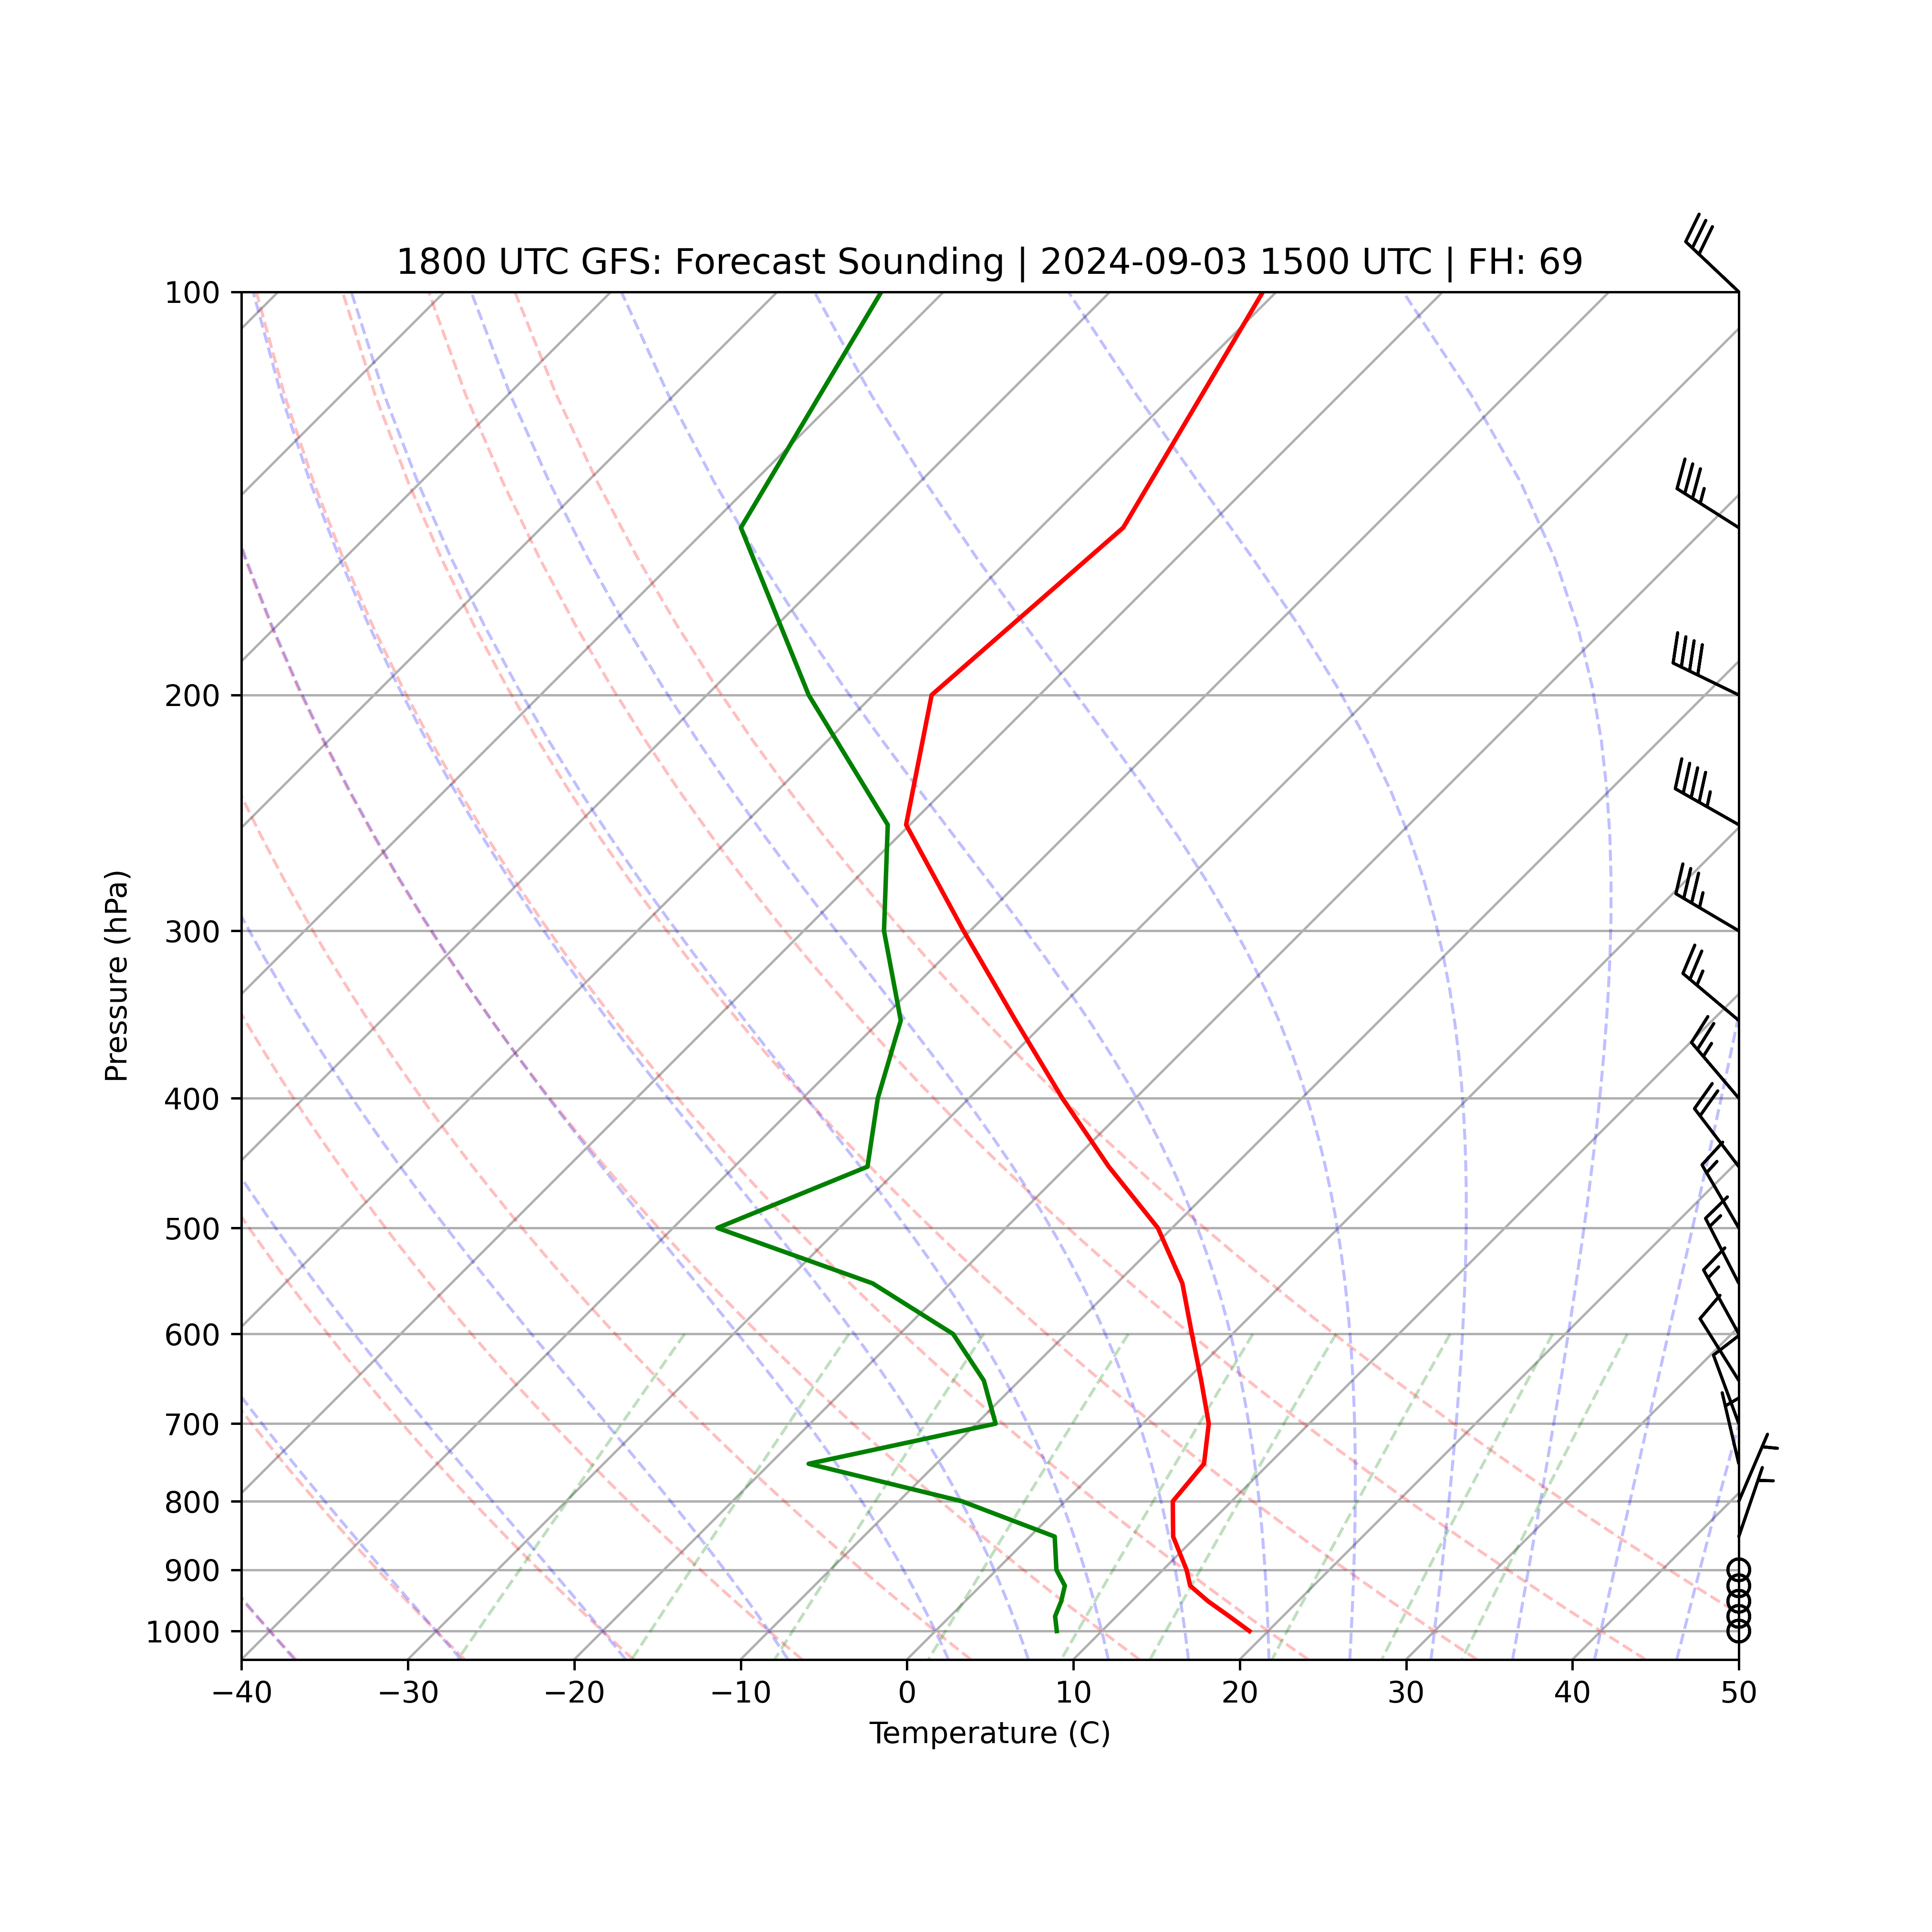 1800 UTC GFS: Forecast Sounding | 2024-09-03 1500 UTC | FH: 69
100
200
300
400
500
600
700
800
900
1000
Pressure (hPa)
−40 −30 −20 −10 0 10 20 30 40 50
Temperature (C)